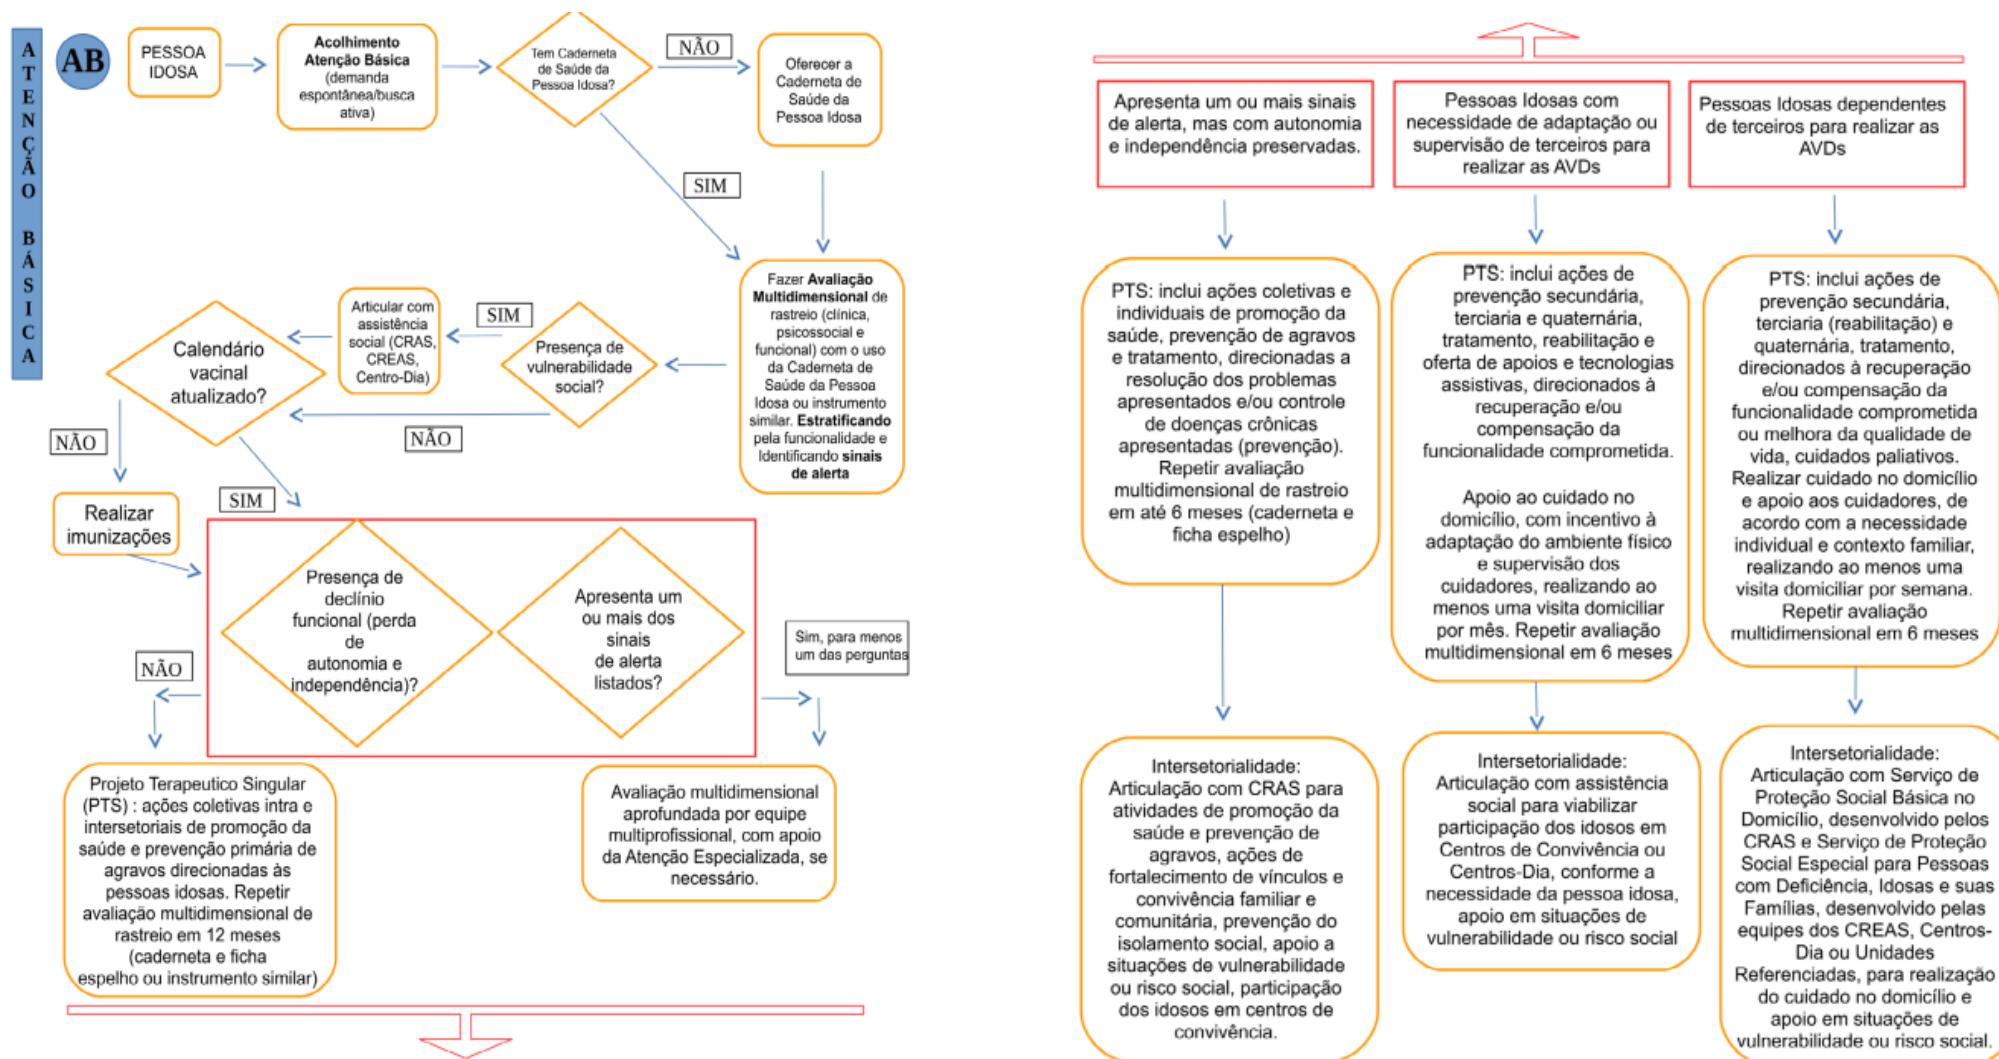 ATENÇÃO BÁSICA
AB
PESSOA
IDOSA
Acolhimento
Atenção Básica
(demanda
espontânea/busca
ativa)
Tem Caderneta
de Saúde da
Pessoa Idosa?
NÃO
Oferecer a
Caderneta de
Saúde da
Pessoa Idosa
SIM
Fazer Avaliação
Multidimensional de
rastreio (clínica,
psicossocial e
funcional) com o uso
da Caderneta de
Saúde da Pessoa
Idosa ou instrumento
similar. Estratificando
pela funcionalidade e
Identificando sinais
de alerta
Presença de
vulnerabilidade
social?
SIM
Articular com
assistência
social (CRAS,
CREAS,
Centro-Dia)
NÃO
Calendário
vacinal
atualizado?
NÃO
Realizar
imunizações
SIM
Presença de
declínio
funcional (perda
de
autonomia e
independência)?
Apresenta um
ou mais dos
sinais
de alerta
listados?
NÃO
Sim, para menos
um das perguntas
Projeto Terapeutico Singular
(PTS) : ações coletivas intra e
intersetoriais de promoção da
saúde e prevenção primária de
agravos direcionadas às
pessoas idosas. Repetir
avaliação multidimensional de
rastreio em 12 meses
(caderneta e ficha
espelho ou instrumento similar)
Avaliação multidimensional
aprofundada por equipe
multiprofissional, com apoio
da Atenção Especializada, se
necessário.
Apresenta um ou mais sinais
de alerta, mas com autonomia
e independência preservadas.
PTS: inclui ações coletivas e
individuais de promoção da
saúde, prevenção de agravos
e tratamento, direcionadas a
resolução dos problemas
apresentados e/ou controle
de doenças crônicas
apresentadas (prevenção).
Repetir avaliação
multidimensional de rastreio
em até 6 meses (caderneta e
ficha espelho)
Intersetorialidade:
Articulação com CRAS para
atividades de promoção da
saúde e prevenção de
agravos, ações de
fortalecimento de vínculos e
convivência familiar e
comunitária, prevenção do
isolamento social, apoio a
situações de vulnerabilidade
ou risco social, participação
dos idosos em centros de
convivência.
Pessoas Idosas com
necessidade de adaptação ou
supervisão de terceiros para
realizar as AVDs
PTS: inclui ações de
prevenção secundária,
terciaria e quaternária,
tratamento, reabilitação e
oferta de apoios e tecnologias
assistivas, direcionados à
recuperação e/ou
compensação da
funcionalidade comprometida.
Apoio ao cuidado no
domicílio, com incentivo à
adaptação do ambiente físico
e supervisão dos
cuidadores, realizando ao
menos uma visita domiciliar
por mês. Repetir avaliação
multidimensional em 6 meses
Intersetorialidade:
Articulação com assistência
social para viabilizar
participação dos idosos em
Centros de Convivência ou
Centros-Dia, conforme a
necessidade da pessoa idosa,
apoio em situações de
vulnerabilidade ou risco social
Pessoas Idosas dependentes
de terceiros para realizar as
AVDs
PTS: inclui ações de
prevenção secundária,
terciaria (reabilitação) e
quaternária, tratamento,
direcionados à recuperação
e/ou compensação da
funcionalidade comprometida
ou melhora da qualidade de
vida, cuidados paliativos.
Realizar cuidado no domicílio
e apoio aos cuidadores, de
acordo com a necessidade
individual e contexto familiar,
realizando ao menos uma
visita domiciliar por semana.
Repetir avaliação
multidimensional em 6 meses
Intersetorialidade:
Articulação com Serviço de
Proteção Social Básica no
Domicílio, desenvolvido pelos
CRAS e Serviço de Proteção
Social Especial para Pessoas
com Deficiência, Idosas e suas
Famílias, desenvolvido pelas
equipes dos CREAS, Centros-
Dia ou Unidades
Referenciadas, para realização
do cuidado no domicílio e
apoio em situações de
vulnerabilidade ou risco social.